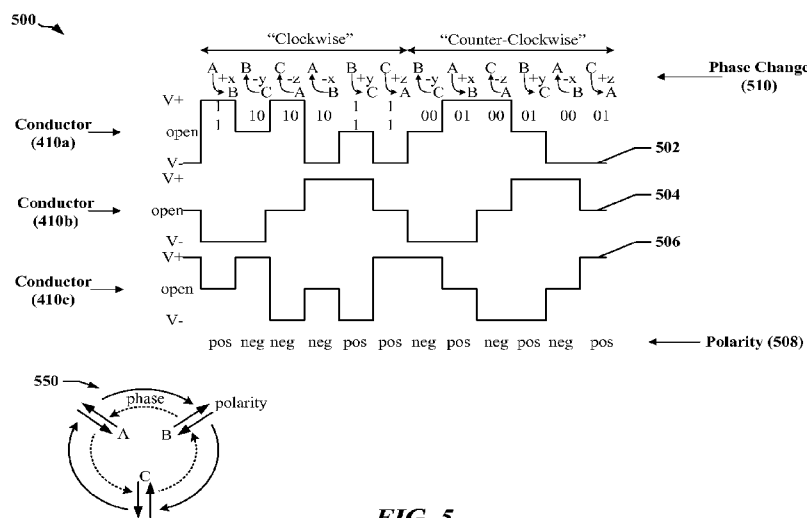 500
“Clockwise” “Counter-Clockwise”
A B C A B C B A C B A C
+x -y -z -x +y +z -y +x -z +y -x +z
B C A B C A C B A C B A
Phase Change
(510)
V+
1 10 10 10 1 1 00 01 00 01 00 01
1 1 1
Conductor
(410a)
open
V-
502
V+
Conductor
(410b)
open
V-
504
506
V+
Conductor
(410c)
open
V-
pos neg neg neg pos pos neg pos neg pos neg pos
Polarity (508)
550
phase
polarity
A B
C
FIG. 5